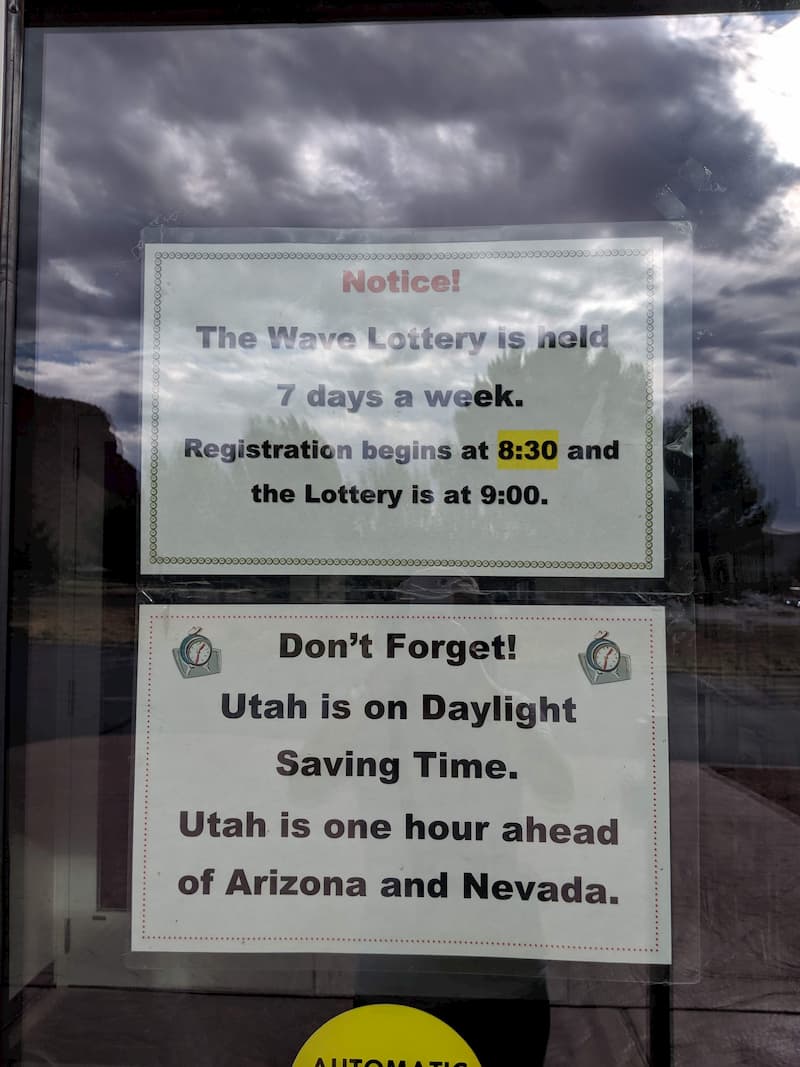 Notice!
The Wave Lottery is held
7 days a week.
Registration begins at 8:30 and
the Lottery is at 9:00.
Don't Forget!
Utah is on Daylight
Saving Time.
Utah is one hour ahead
of Arizona and Nevada.
AUTOMATIC